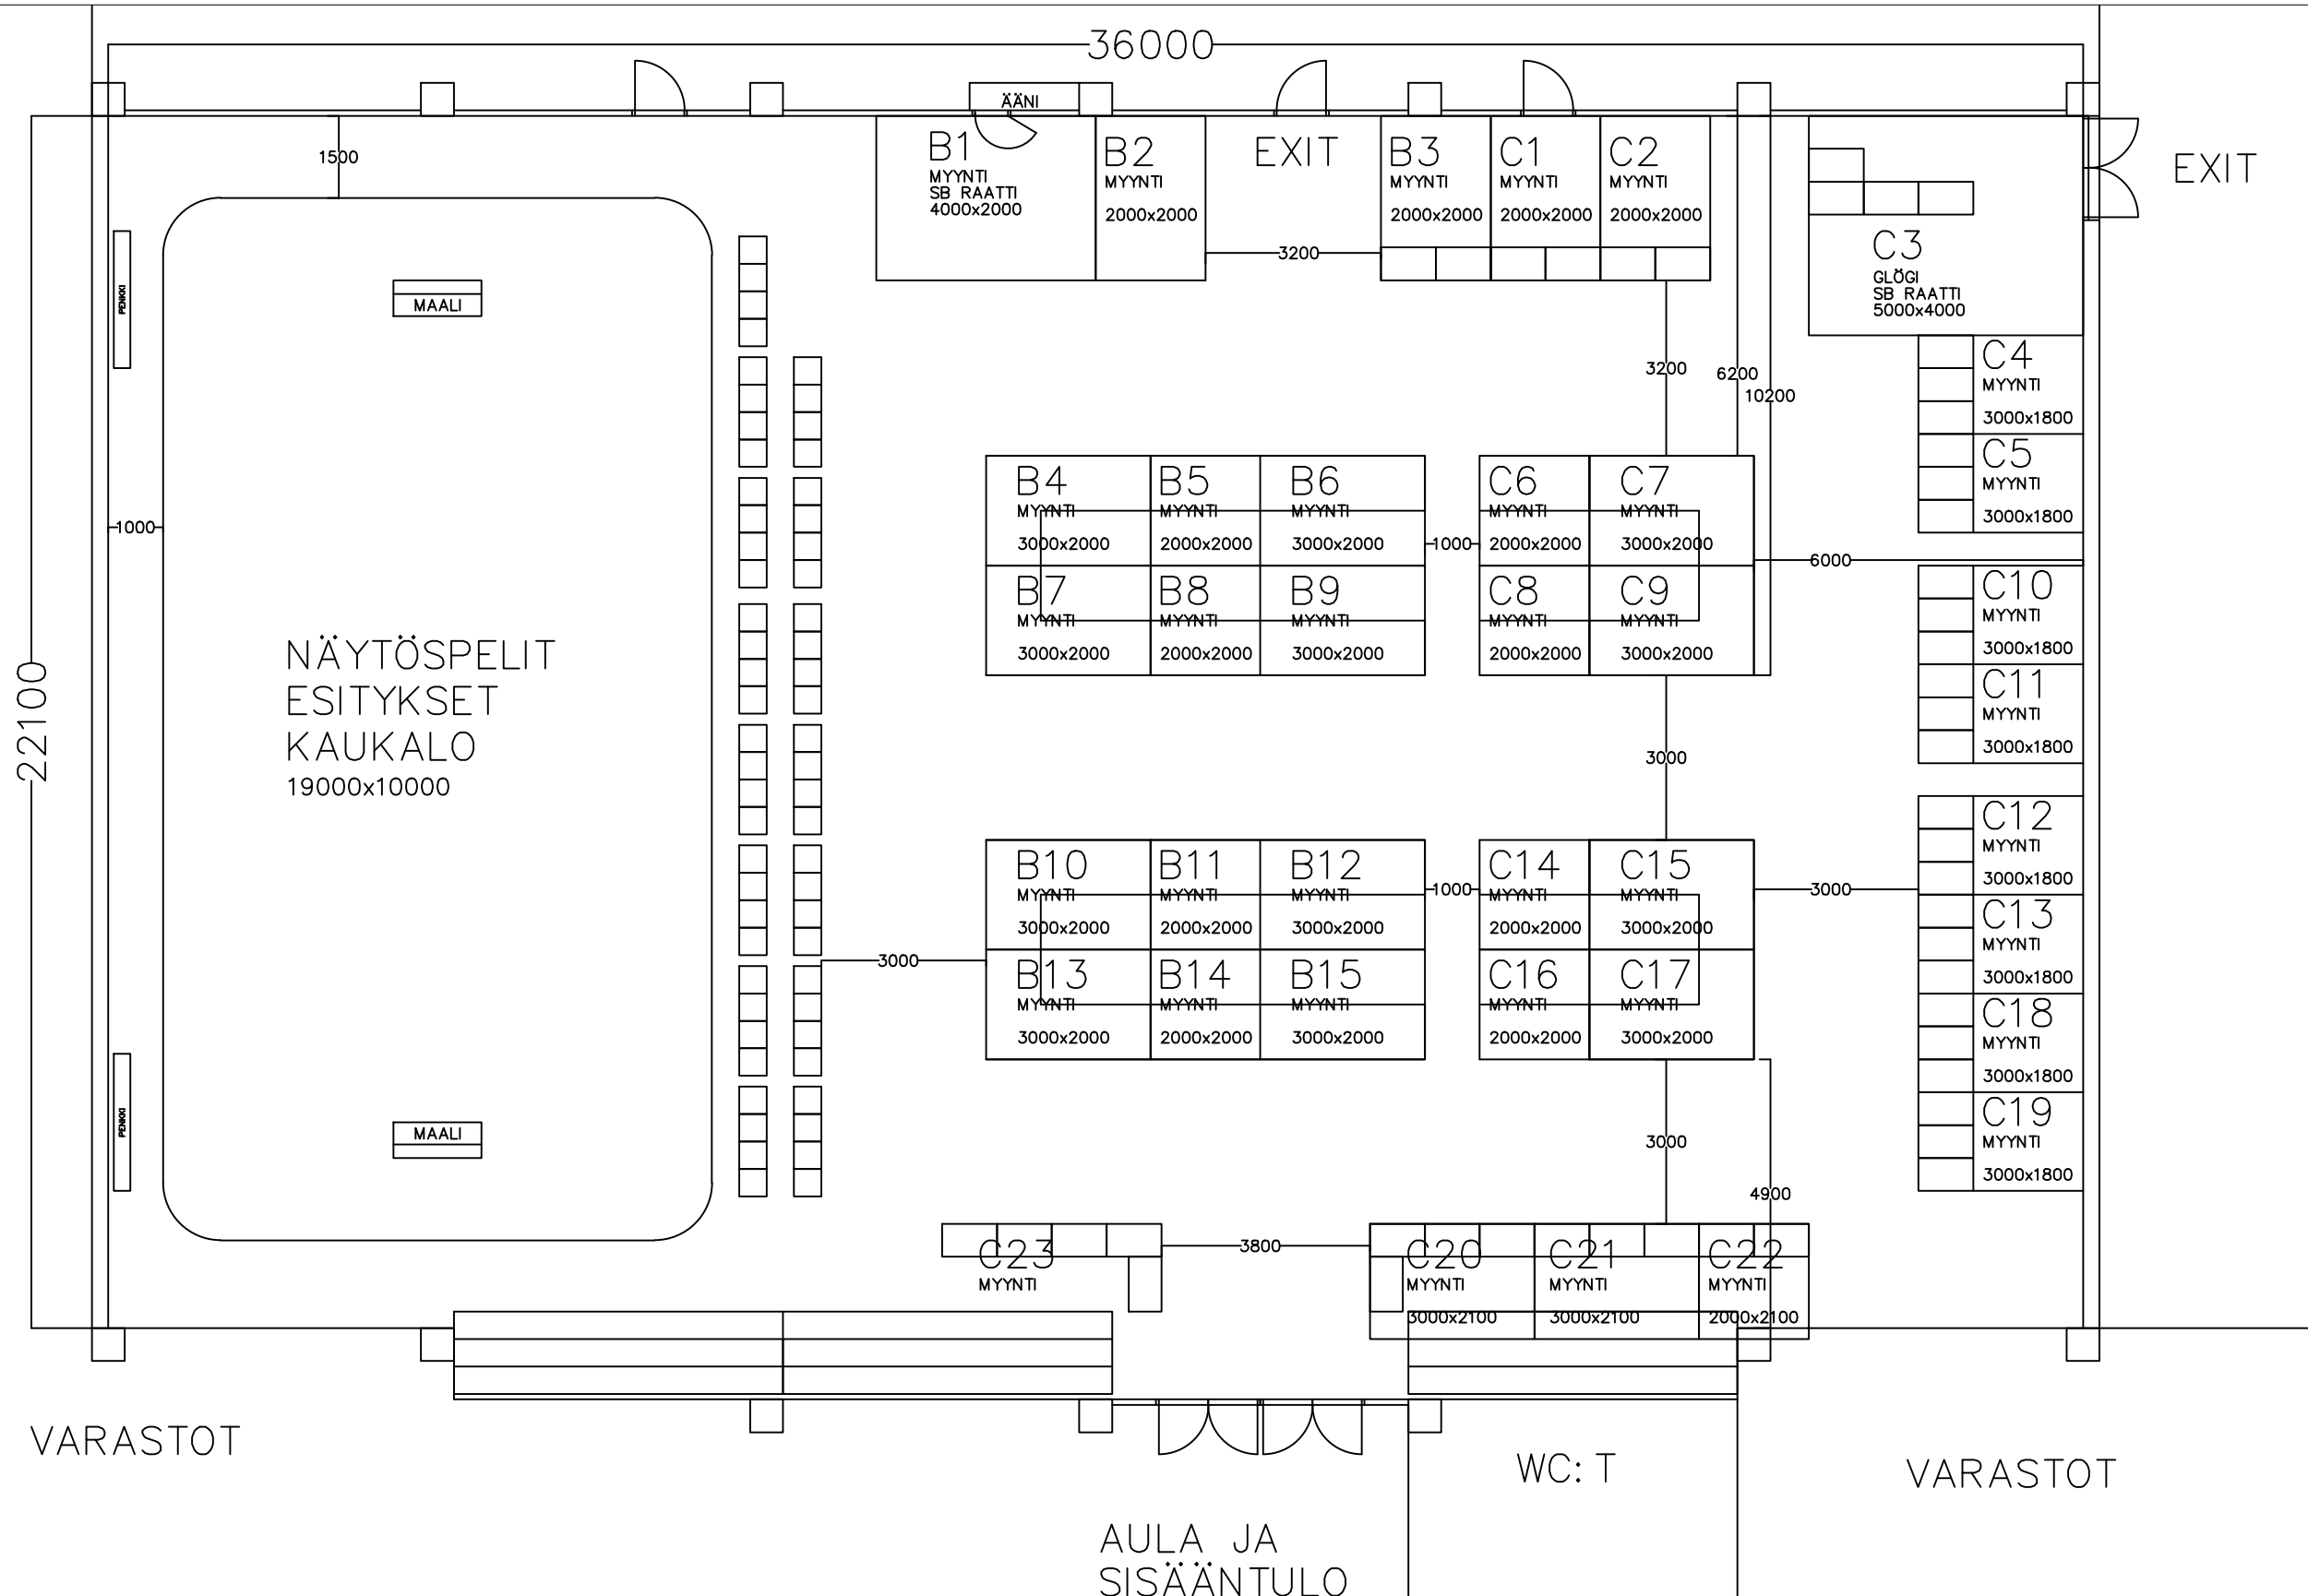 36000
ÄÄNI
1500
B1
MYYNTI
SB RAATTI
4000x2000
B2
MYYNTI
2000x2000
EXIT
B3
MYYNTI
2000x2000
C1
MYYNTI
2000x2000
C2
MYYNTI
2000x2000
EXIT
3200
C3
GLÖGI
SB RAATTI
5000x4000
PENKKI
MAALI
3200
6200
10200
C4
MYYNTI
3000x1800
C5
MYYNTI
3000x1800
1000
B4
MYYNTI
3000x2000
B5
MYYNTI
2000x2000
B6
MYYNTI
3000x2000
1000
C6
MYYNTI
2000x2000
C7
MYYNTI
3000x2000
6000
B7
MYYNTI
3000x2000
B8
MYYNTI
2000x2000
B9
MYYNTI
3000x2000
C8
MYYNTI
2000x2000
C9
MYYNTI
3000x2000
C10
MYYNTI
3000x1800
C11
MYYNTI
3000x1800
22100
NÄYTÖSPELIT
ESITYKSET
KAUKALO
19000x10000
3000
B10
MYYNTI
3000x2000
B11
MYYNTI
2000x2000
B12
MYYNTI
3000x2000
1000
C14
MYYNTI
2000x2000
C15
MYYNTI
3000x2000
3000
C12
MYYNTI
3000x1800
C13
MYYNTI
3000x1800
3000
B13
MYYNTI
3000x2000
B14
MYYNTI
2000x2000
B15
MYYNTI
3000x2000
C16
MYYNTI
2000x2000
C17
MYYNTI
3000x2000
C18
MYYNTI
3000x1800
C19
MYYNTI
3000x1800
PENKKI
MAALI
3000
4900
C23
MYYNTI
3800
C20
MYYNTI
3000x2100
C21
MYYNTI
3000x2100
C22
MYYNTI
2000x2100
VARASTOT
WC: T
VARASTOT
AULA JA
SISÄÄNTULO